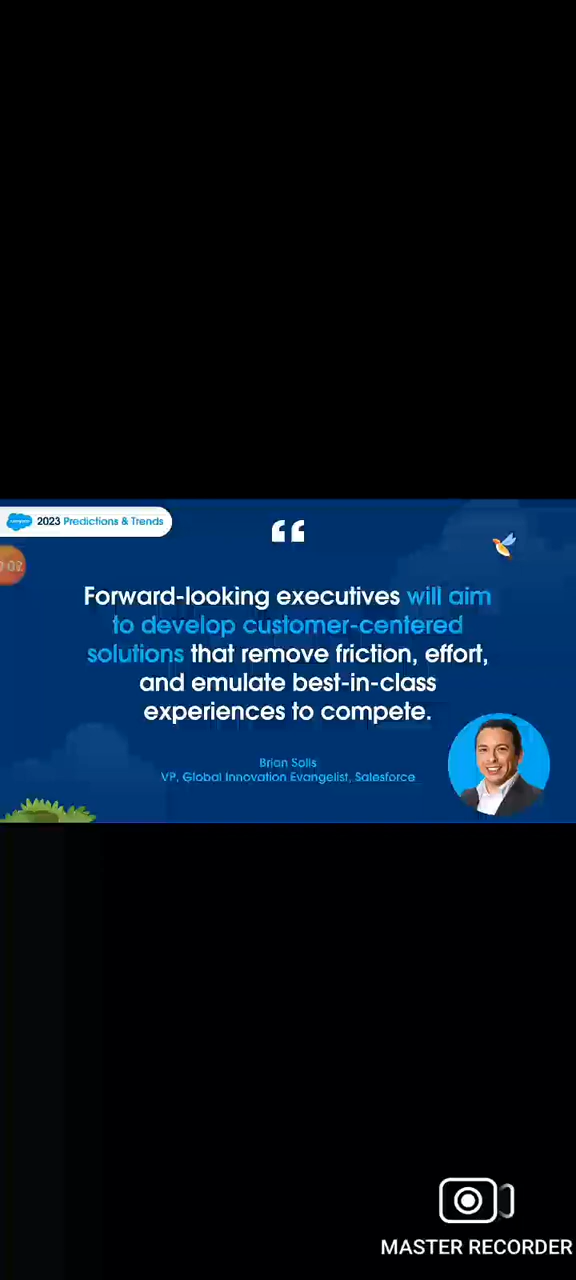 2023 Predictions & Trends
“
Forward-looking executives will aim
to develop customer-centered
solutions that remove friction, effort,
and emulate best-in-class
experiences to compete.
Brian Solis
VP, Global Innovation Evangelist, Salesforce
MASTER RECORDER